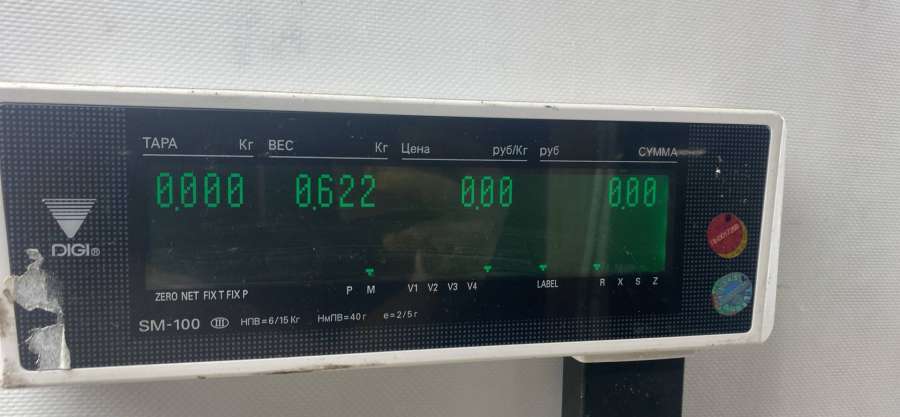 ТАРА Кг ВЕС Кг Цена руб/Кг руб СУММА
0.000 0.622 0.00 0.00
DIGI®
ZERO NET FIX T FIX P P M V1 V2 V3 V4 LABEL R X S Z
SM-100 III НПВ=6/15 Кг НмПВ=40 г e=2/5 г